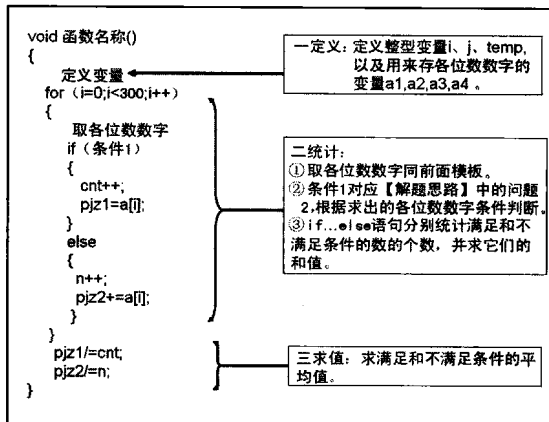 void 函数名称()
{
定义变量
for（i=0;i<300;i++）
{
取各位数数字
if（条件1）
{
cnt++;
pjz1=a[i];
}
else
{
n++;
pjz2+=a[i];
}
}
pjz1/=cnt;
pjz2/=n;
}
一定义：定义整型变量i、j、temp,
以及用来存各位数数字的
变量a1,a2,a3,a4 。
二统计：
①取各位数数字同前面模板。
②条件1对应【解题思路】中的问题
2,根据求出的各位数数字条件判断。
③if…else语句分别统计满足和不
满足条件的数的个数，并求它们的
和值。
三求值：求满足和不满足条件的平
均值。